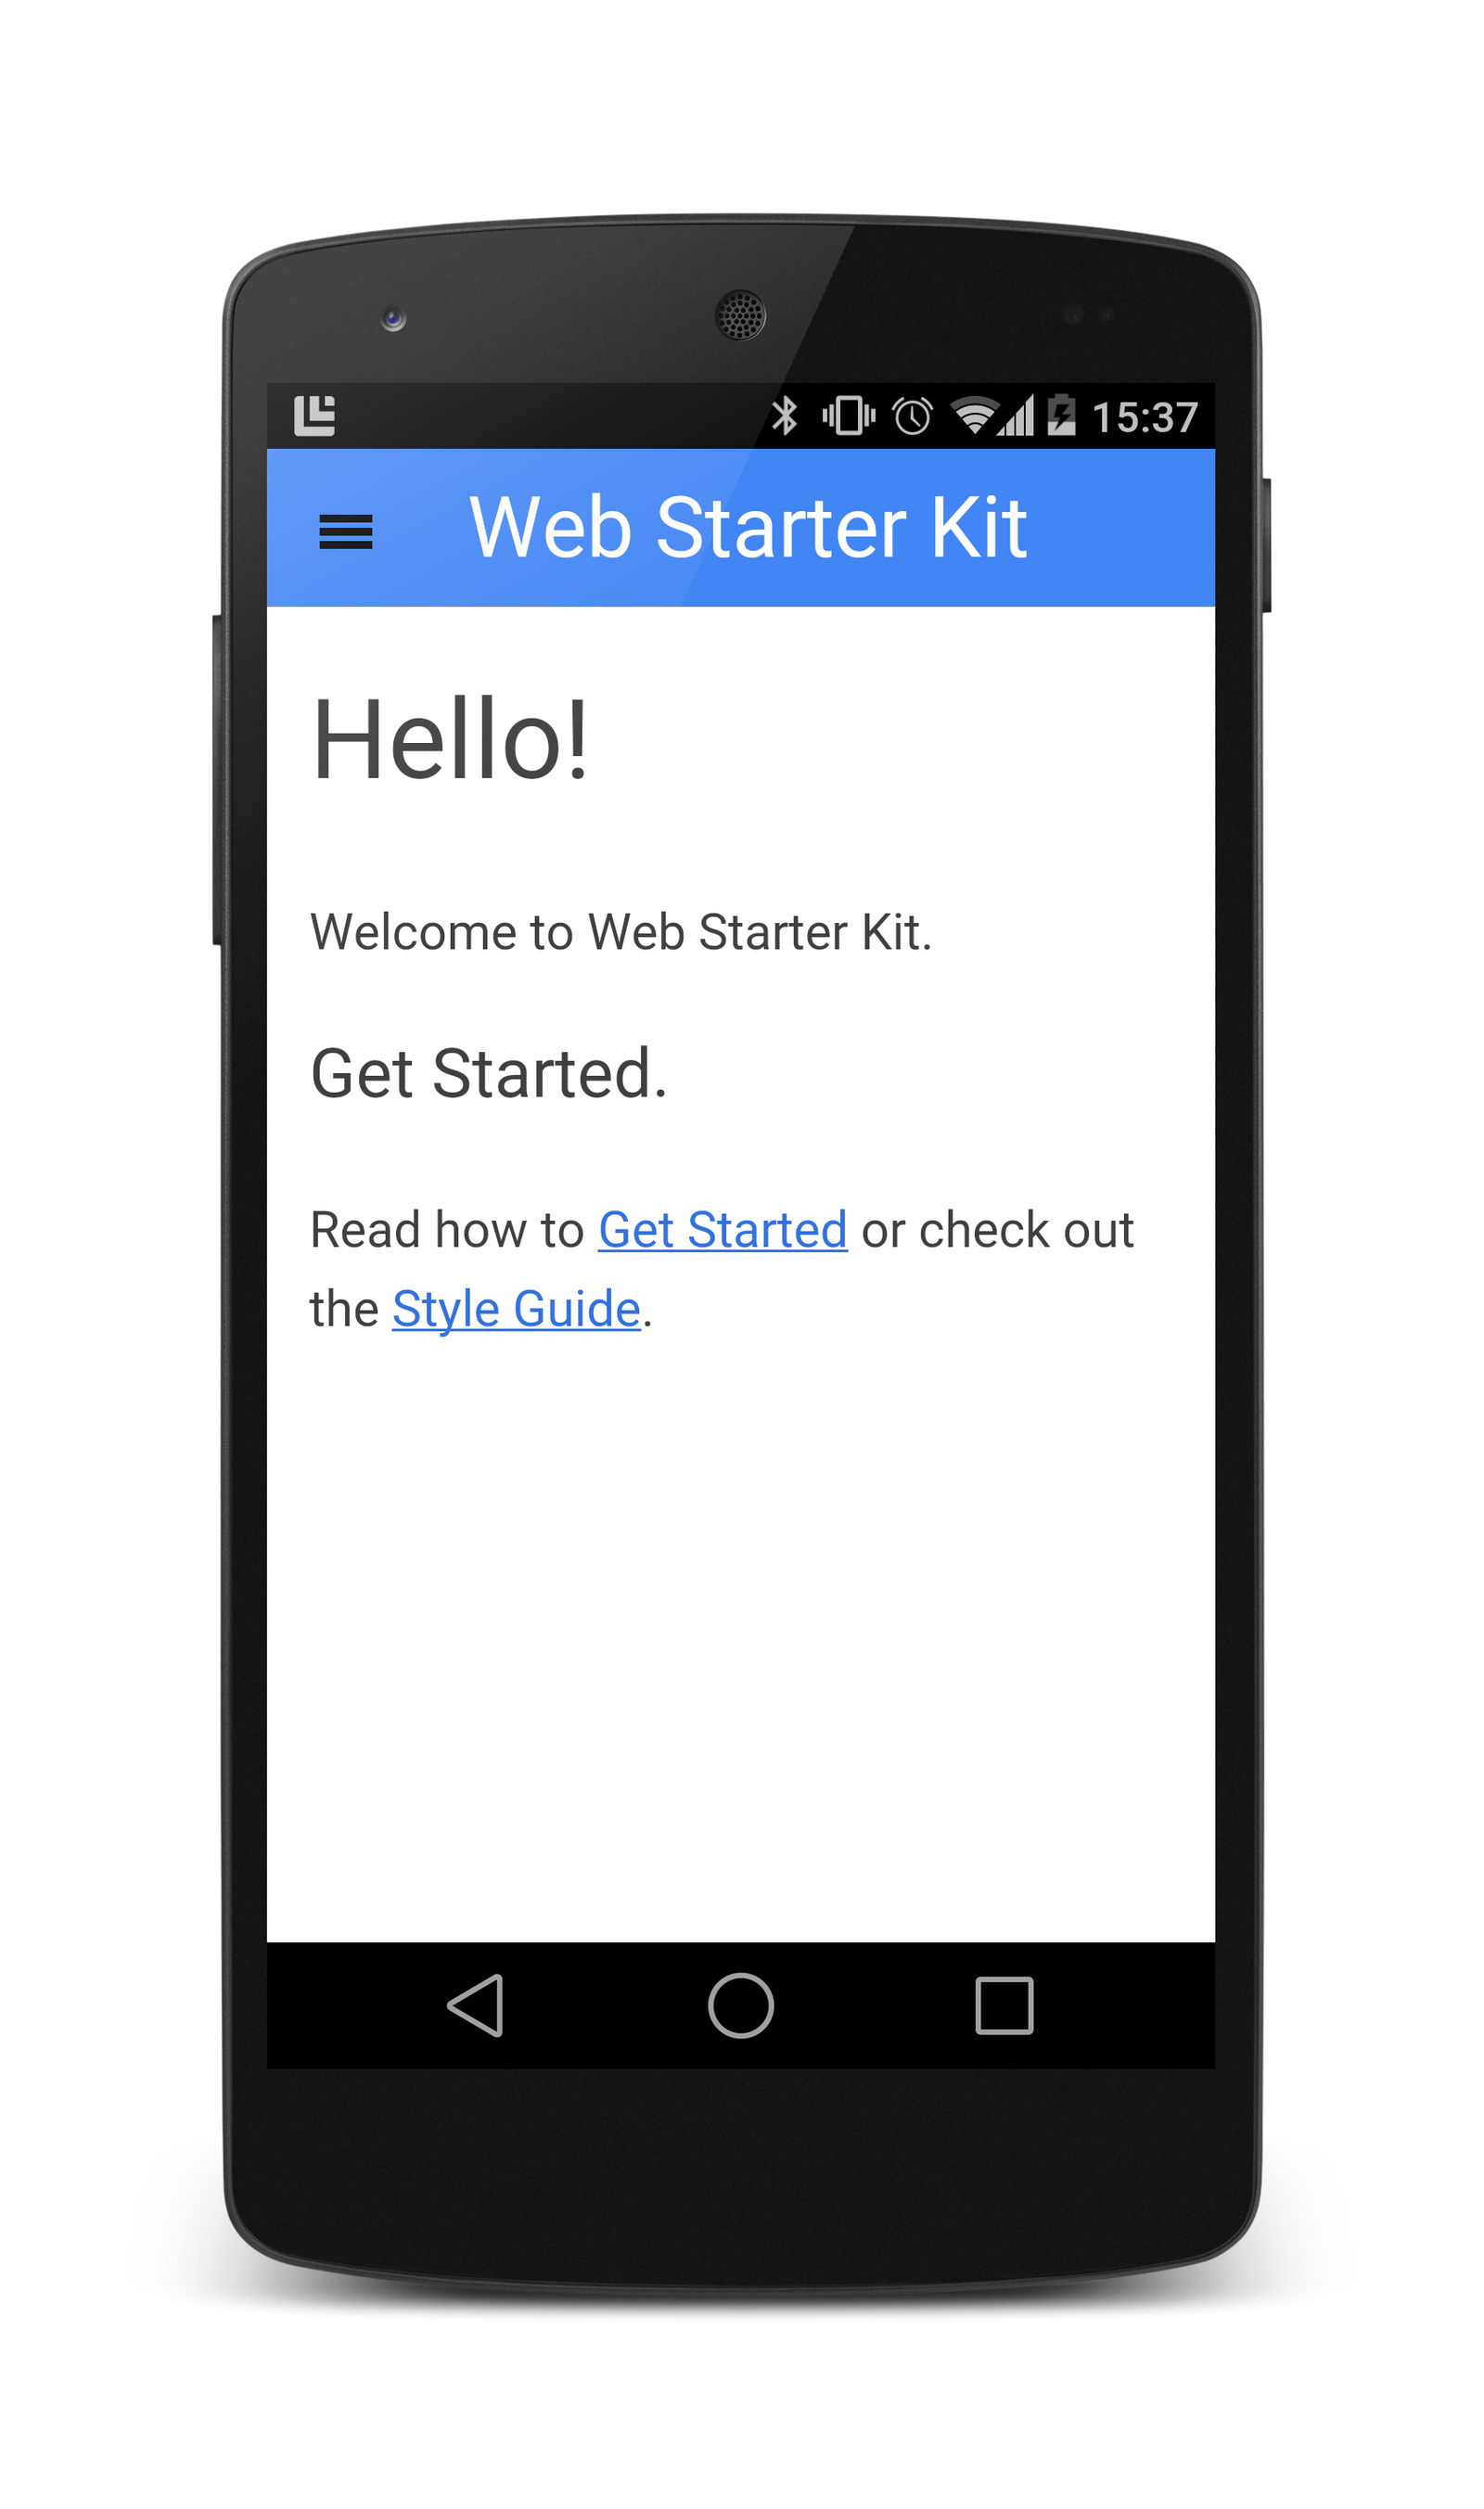 15:37
Web Starter Kit
Hello!
Welcome to Web Starter Kit.
Get Started.
Read how to Get Started or check out
the Style Guide.